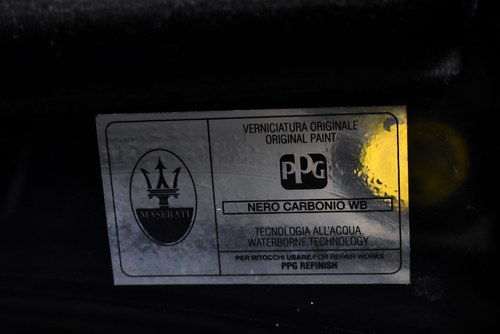 MASERATI
VERNICIATURA ORIGINALE
ORIGINAL PAINT
PPG
NERO CARBONIO WB
TECNOLOGIA ALL'ACQUA
WATERBORNE TECHNOLOGY
PER RITOCCHI USARE/FOR REPAIR WORKS
PPG REFINISH